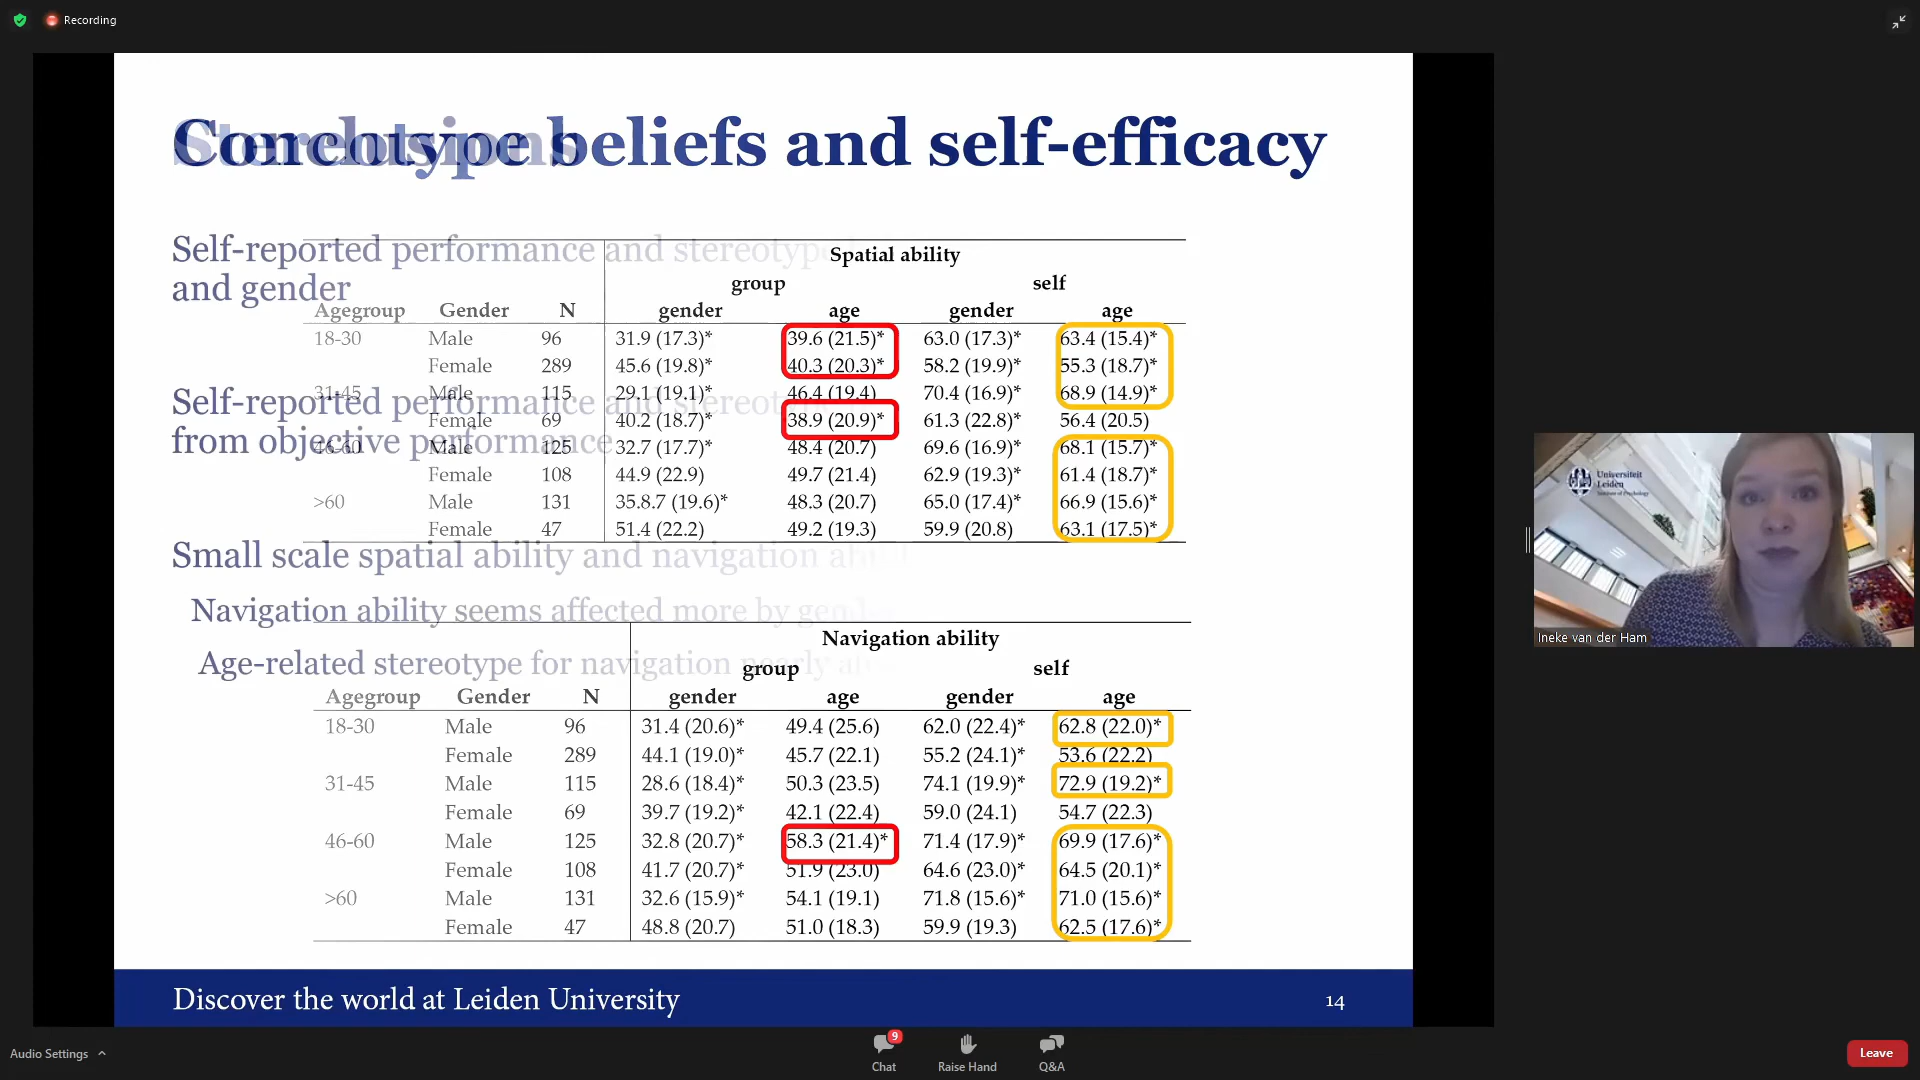 Recording
Stereotype beliefs and self-efficacy
Conclusions
Self-reported performance and stereotype
and gender
Spatial ability
group self
Agegroup Gender N gender age gender age
18-30 Male 96 31.9 (17.3)* 39.6 (21.5)* 63.0 (17.3)* 63.4 (15.4)*
Female 289 45.6 (19.8)* 40.3 (20.3)* 58.2 (19.9)* 55.3 (18.7)*
31-45 Male 115 29.1 (19.1)* 46.4 (19.4) 70.4 (16.9)* 68.9 (14.9)*
Self-reported performance and stereotype
Female 69 40.2 (18.7)* 38.9 (20.9)* 61.3 (22.8)* 56.4 (20.5)
from objective performance
46-60 Male 125 32.7 (17.7)* 48.4 (20.7) 69.6 (16.9)* 68.1 (15.7)*
Female 108 44.9 (22.9) 49.7 (21.4) 62.9 (19.3)* 61.4 (18.7)*
>60 Male 131 35.8.7 (19.6)* 48.3 (20.7) 65.0 (17.4)* 66.9 (15.6)*
Female 47 51.4 (22.2) 49.2 (19.3) 59.9 (20.8) 63.1 (17.5)*
Small scale spatial ability and navigation
Navigation ability seems affected more by
Navigation ability
Age-related stereotype for navigation nearly
group self
Agegroup Gender N gender age gender age
18-30 Male 96 31.4 (20.6)* 49.4 (25.6) 62.0 (22.4)* 62.8 (22.0)*
Female 289 44.1 (19.0)* 45.7 (22.1) 55.2 (24.1)* 53.6 (22.2)
31-45 Male 115 28.6 (18.4)* 50.3 (23.5) 74.1 (19.9)* 72.9 (19.2)*
Female 69 39.7 (19.2)* 42.1 (22.4) 59.0 (24.1) 54.7 (22.3)
46-60 Male 125 32.8 (20.7)* 58.3 (21.4)* 71.4 (17.9)* 69.9 (17.6)*
Female 108 41.7 (20.7)* 51.9 (23.0) 64.6 (23.0)* 64.5 (20.1)*
>60 Male 131 32.6 (15.9)* 54.1 (19.1) 71.8 (15.6)* 71.0 (15.6)*
Female 47 48.8 (20.7) 51.0 (18.3) 59.9 (19.3) 62.5 (17.6)*
Discover the world at Leiden University 14
Universiteit
Leiden
Institute of Psychology
Ineke van der Ham
Audio Settings
9
Chat
Raise Hand
Q&A
Leave